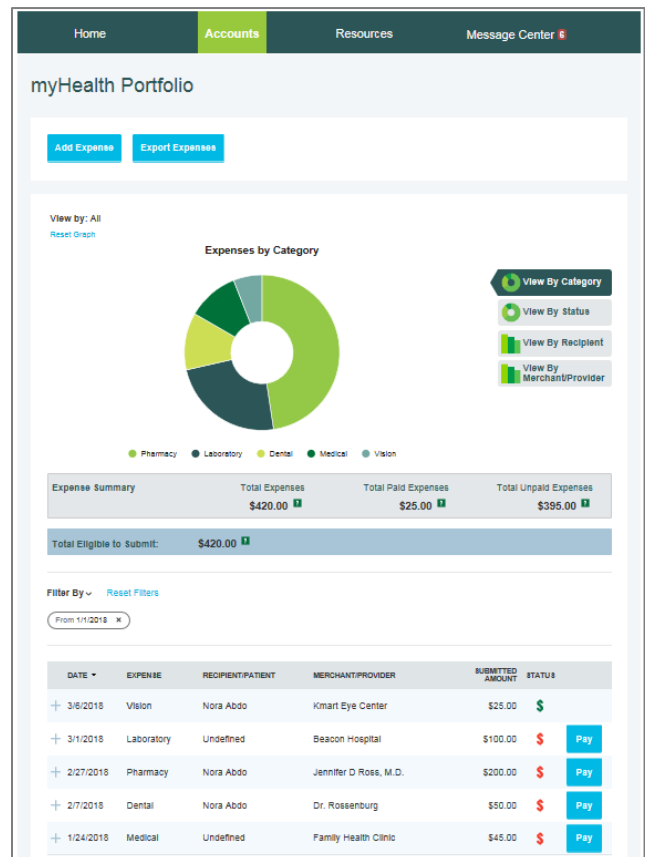 Home Accounts Resources Message Center 6
myHealth Portfolio
Add Expense Export Expenses
View by: All
Reset Graph
Expenses by Category
View By Category
View By Status
View By Recipient
View By
Merchant/Provider
Pharmacy Laboratory Dental Medical Vision
Expense Summary Total Expenses Total Paid Expenses Total Unpaid Expenses
$420.00 ? $25.00 ? $395.00 ?
Total Eligible to Submit: $420.00 ?
Filter By Reset Filters
From 1/1/2018 x
DATE EXPENSE RECIPIENT/PATIENT MERCHANT/PROVIDER SUBMITTED AMOUNT STATUS
+ 3/6/2018 Vision Nora Abdo Kmart Eye Center $25.00 $
+ 3/1/2018 Laboratory Undefined Beacon Hospital $100.00 $ Pay
+ 2/27/2018 Pharmacy Nora Abdo Jennifer D Ross, M.D. $200.00 $ Pay
+ 2/7/2018 Dental Nora Abdo Dr. Rossenburg $50.00 $ Pay
+ 1/24/2018 Medical Undefined Family Health Clinic $45.00 $ Pay